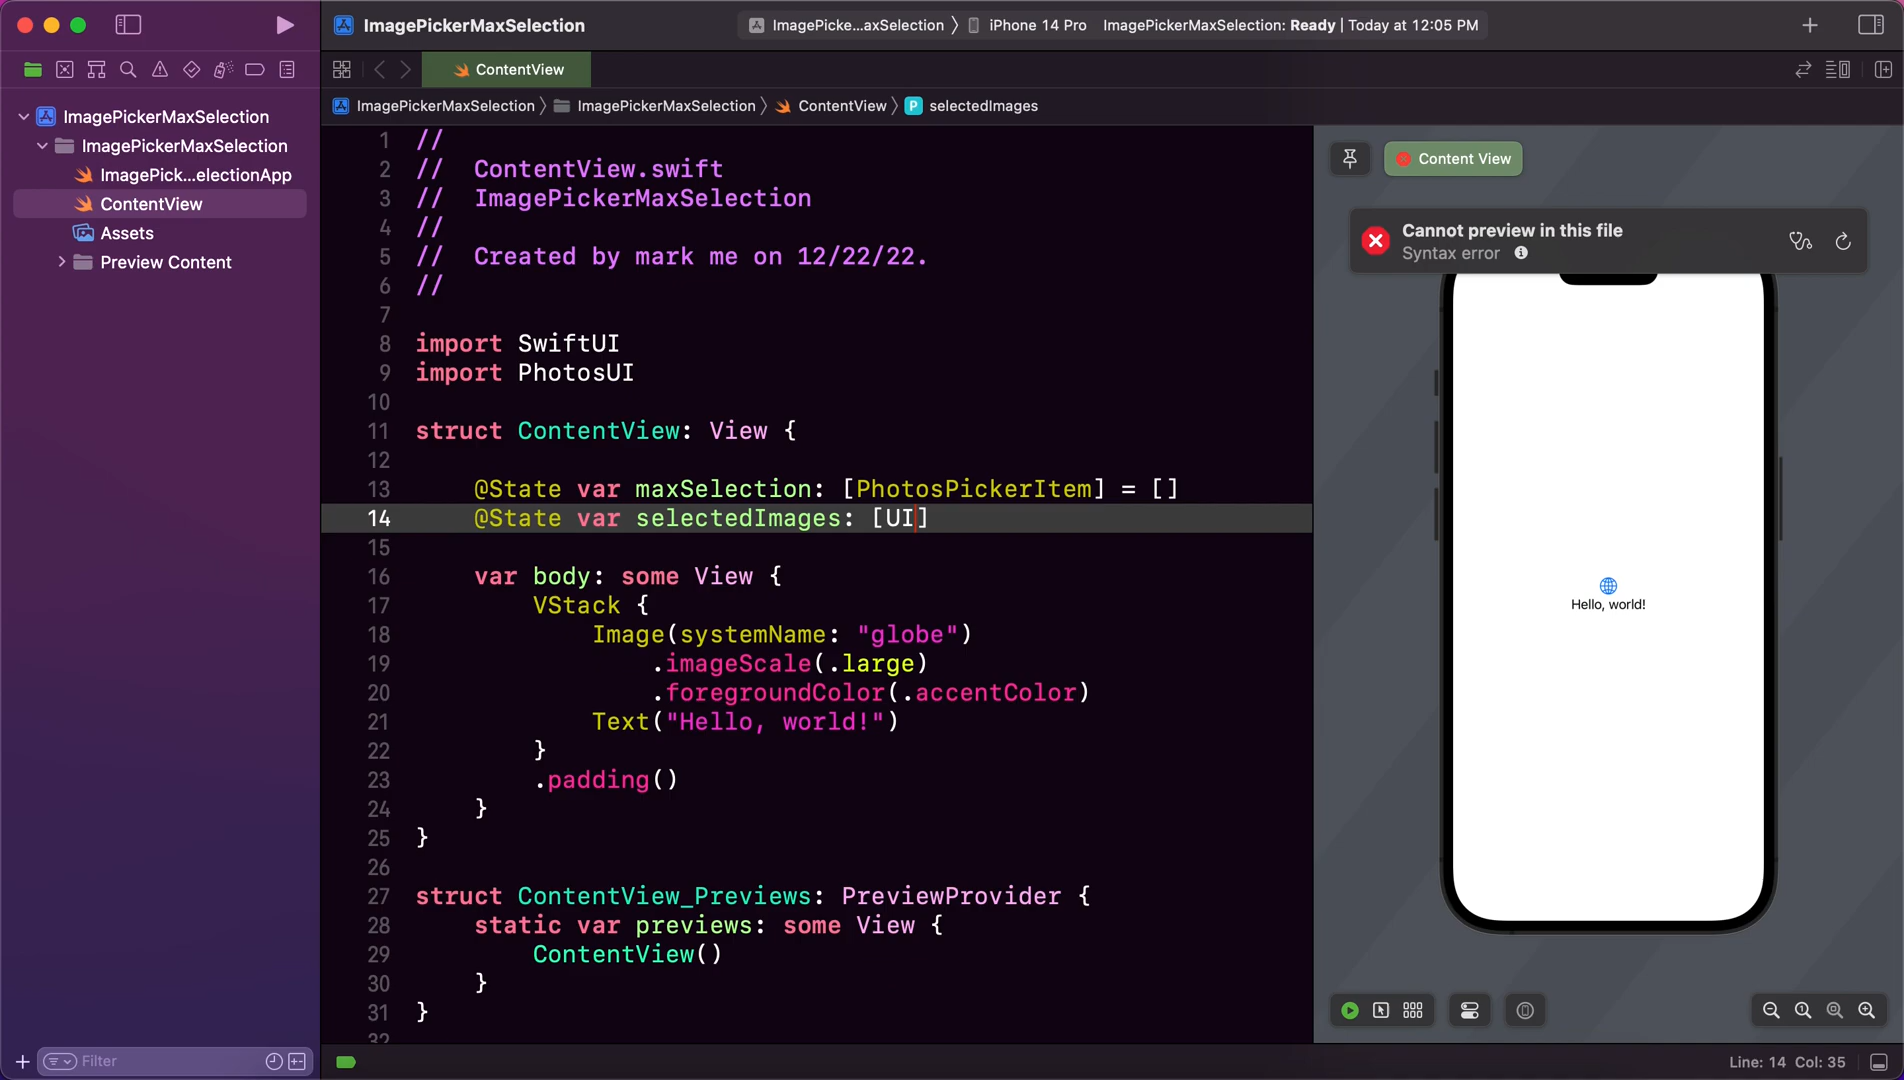 ImagePickerMaxSelection
ImagePicke...axSelection 〉 iPhone 14 Pro
ImagePickerMaxSelection: Ready | Today at 12:05 PM
ContentView
ImagePickerMaxSelection 〉 ImagePickerMaxSelection 〉 ContentView 〉 P selectedImages
ImagePickerMaxSelection
ImagePickerMaxSelection
ImagePick...electionApp
ContentView
Assets
Preview Content
Filter
1 //
2 //  ContentView.swift
3 //  ImagePickerMaxSelection
4 //
5 //  Created by mark me on 12/22/22.
6 //
7
8 import SwiftUI
9 import PhotosUI
10
11 struct ContentView: View {
12
13     @State var maxSelection: [PhotosPickerItem] = []
14     @State var selectedImages: [UI]
15
16     var body: some View {
17         VStack {
18             Image(systemName: "globe")
19                 .imageScale(.large)
20                 .foregroundColor(.accentColor)
21             Text("Hello, world!")
22         }
23         .padding()
24     }
25 }
26
27 struct ContentView_Previews: PreviewProvider {
28     static var previews: some View {
29         ContentView()
30     }
31 }
32
Content View
Cannot preview in this file
Syntax error
Hello, world!
Line: 14 Col: 35